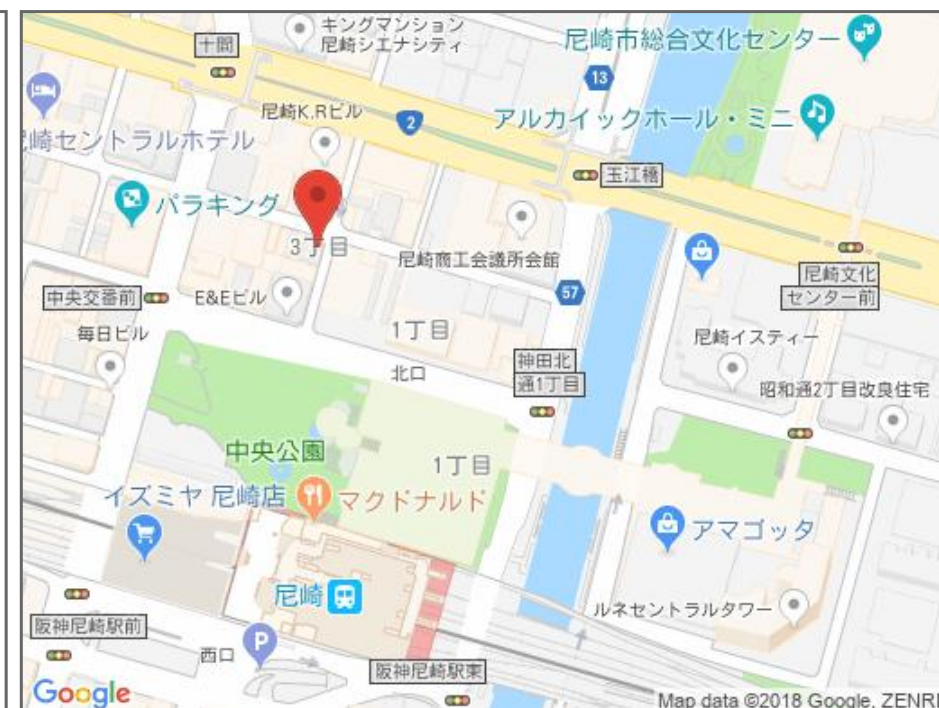 キングマンション
尼崎シエナシティ
十間
尼崎市総合文化センター
13
尼崎K.Rビル
2
アルカイックホール・ミニ
崎セントラルホテル
玉江橋
パラキング
3丁目
尼崎商工会議所会館
尼崎文化
センター前
中央交番前
E&Eビル
57
毎日ビル
1丁目
尼崎イスティー
北口
神田北
通1丁目
昭和通2丁目改良住宅
中央公園
1丁目
イズミヤ 尼崎店
マクドナルド
アマゴッタ
尼崎
ルネセントラルタワー
阪神尼崎駅前
西口
P
阪神尼崎駅東
Google
Map data ©2018 Google, ZENRI